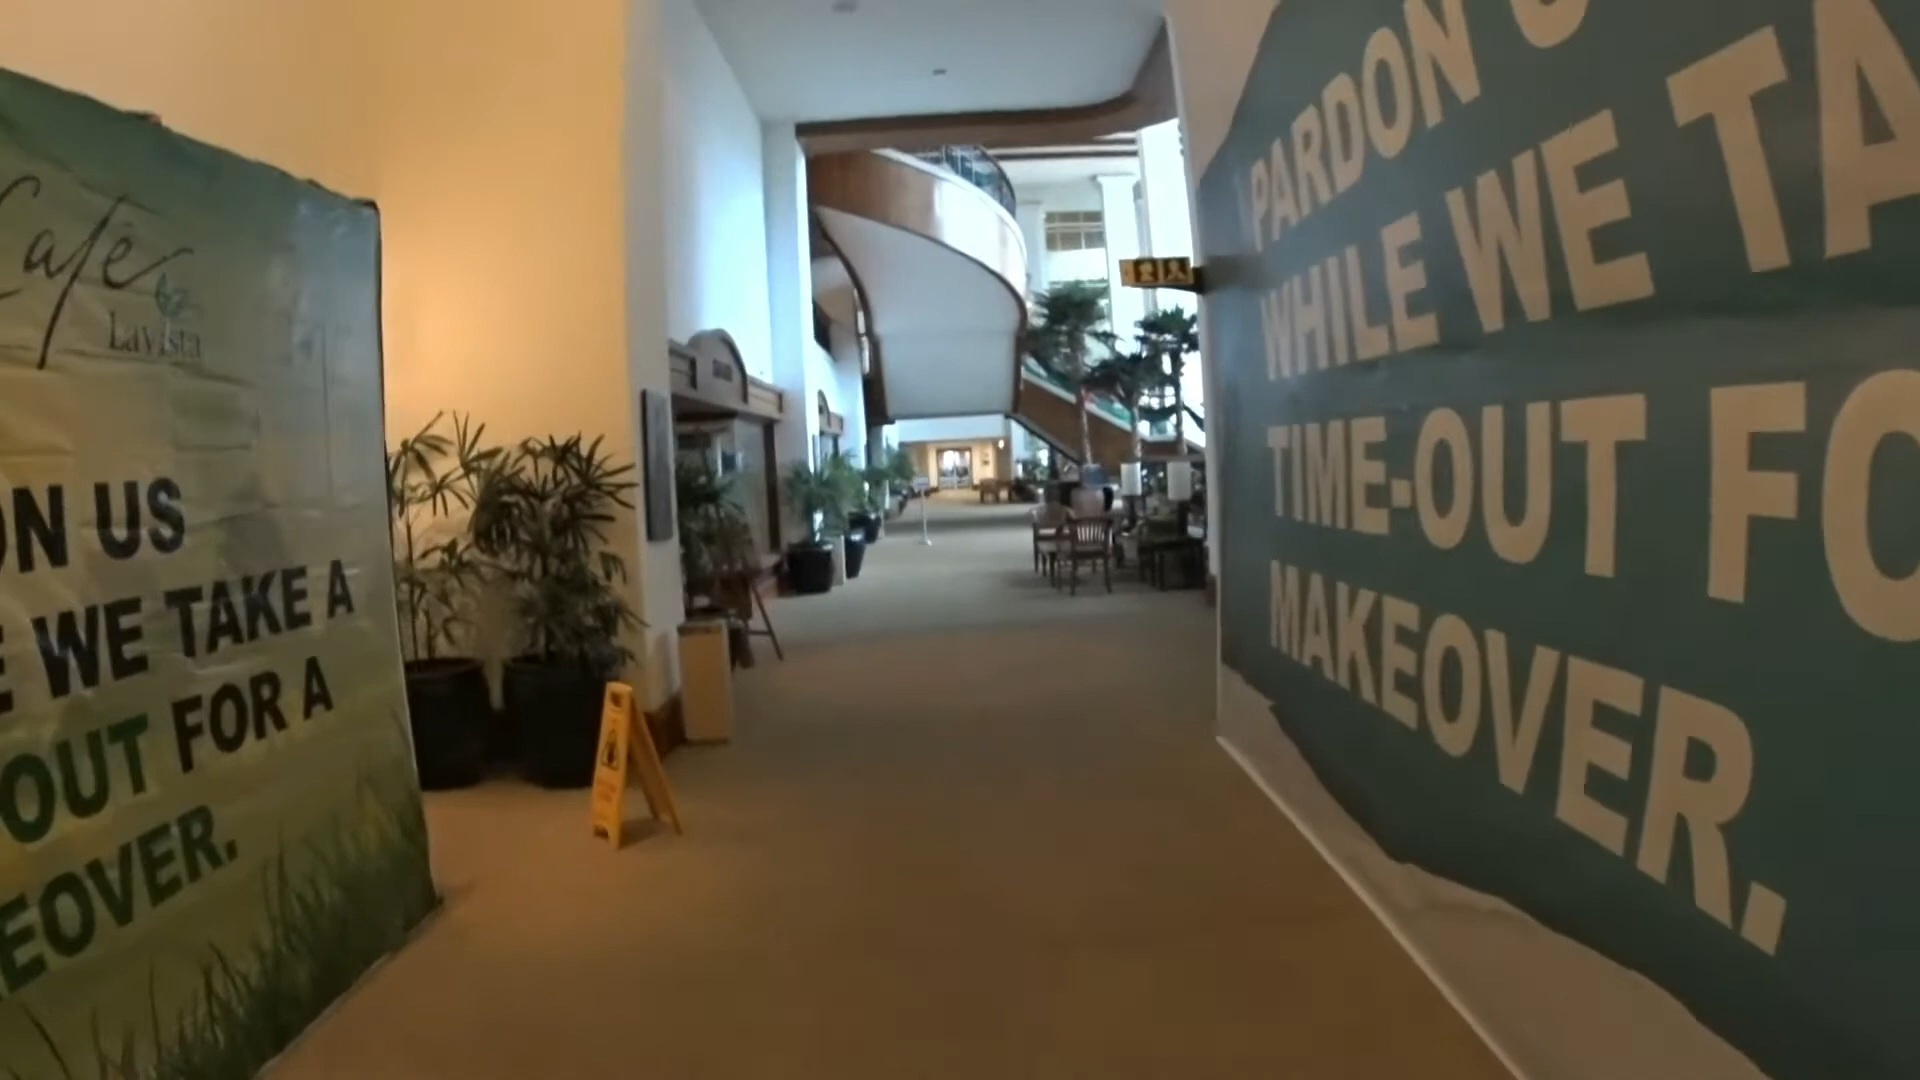 Café
LaVista
ON US
E WE TAKE A
OUT FOR A
EOVER.
PARDON
WHILE WE TA
TIME-OUT FO
MAKEOVER.